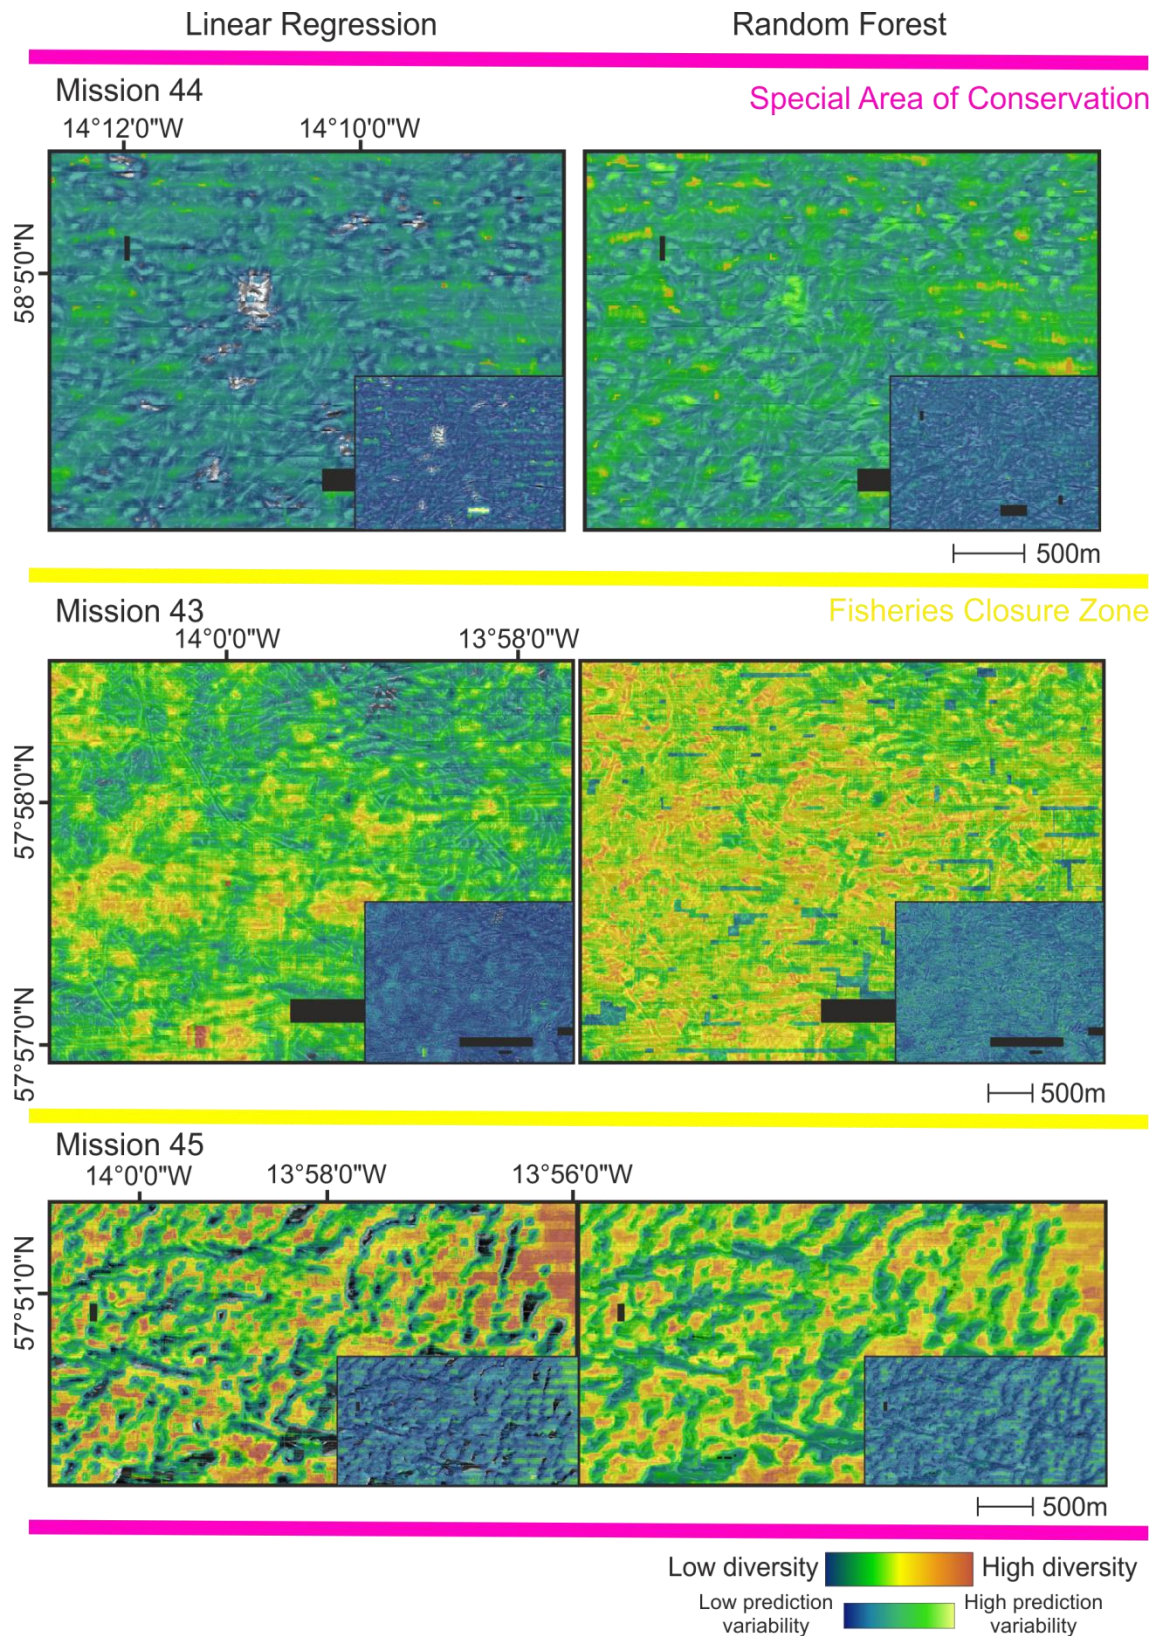 Linear Regression
Random Forest
Mission 44
Special Area of Conservation
14°12'0"W
14°10'0"W
58°5'0"N
500m
Mission 43
Fisheries Closure Zone
14°0'0"W
13°58'0"W
57°58'0"N
57°57'0"N
500m
Mission 45
14°0'0"W
13°58'0"W
13°56'0"W
57°51'0"N
500m
Low diversity
High diversity
Low prediction
variability
High prediction
variability